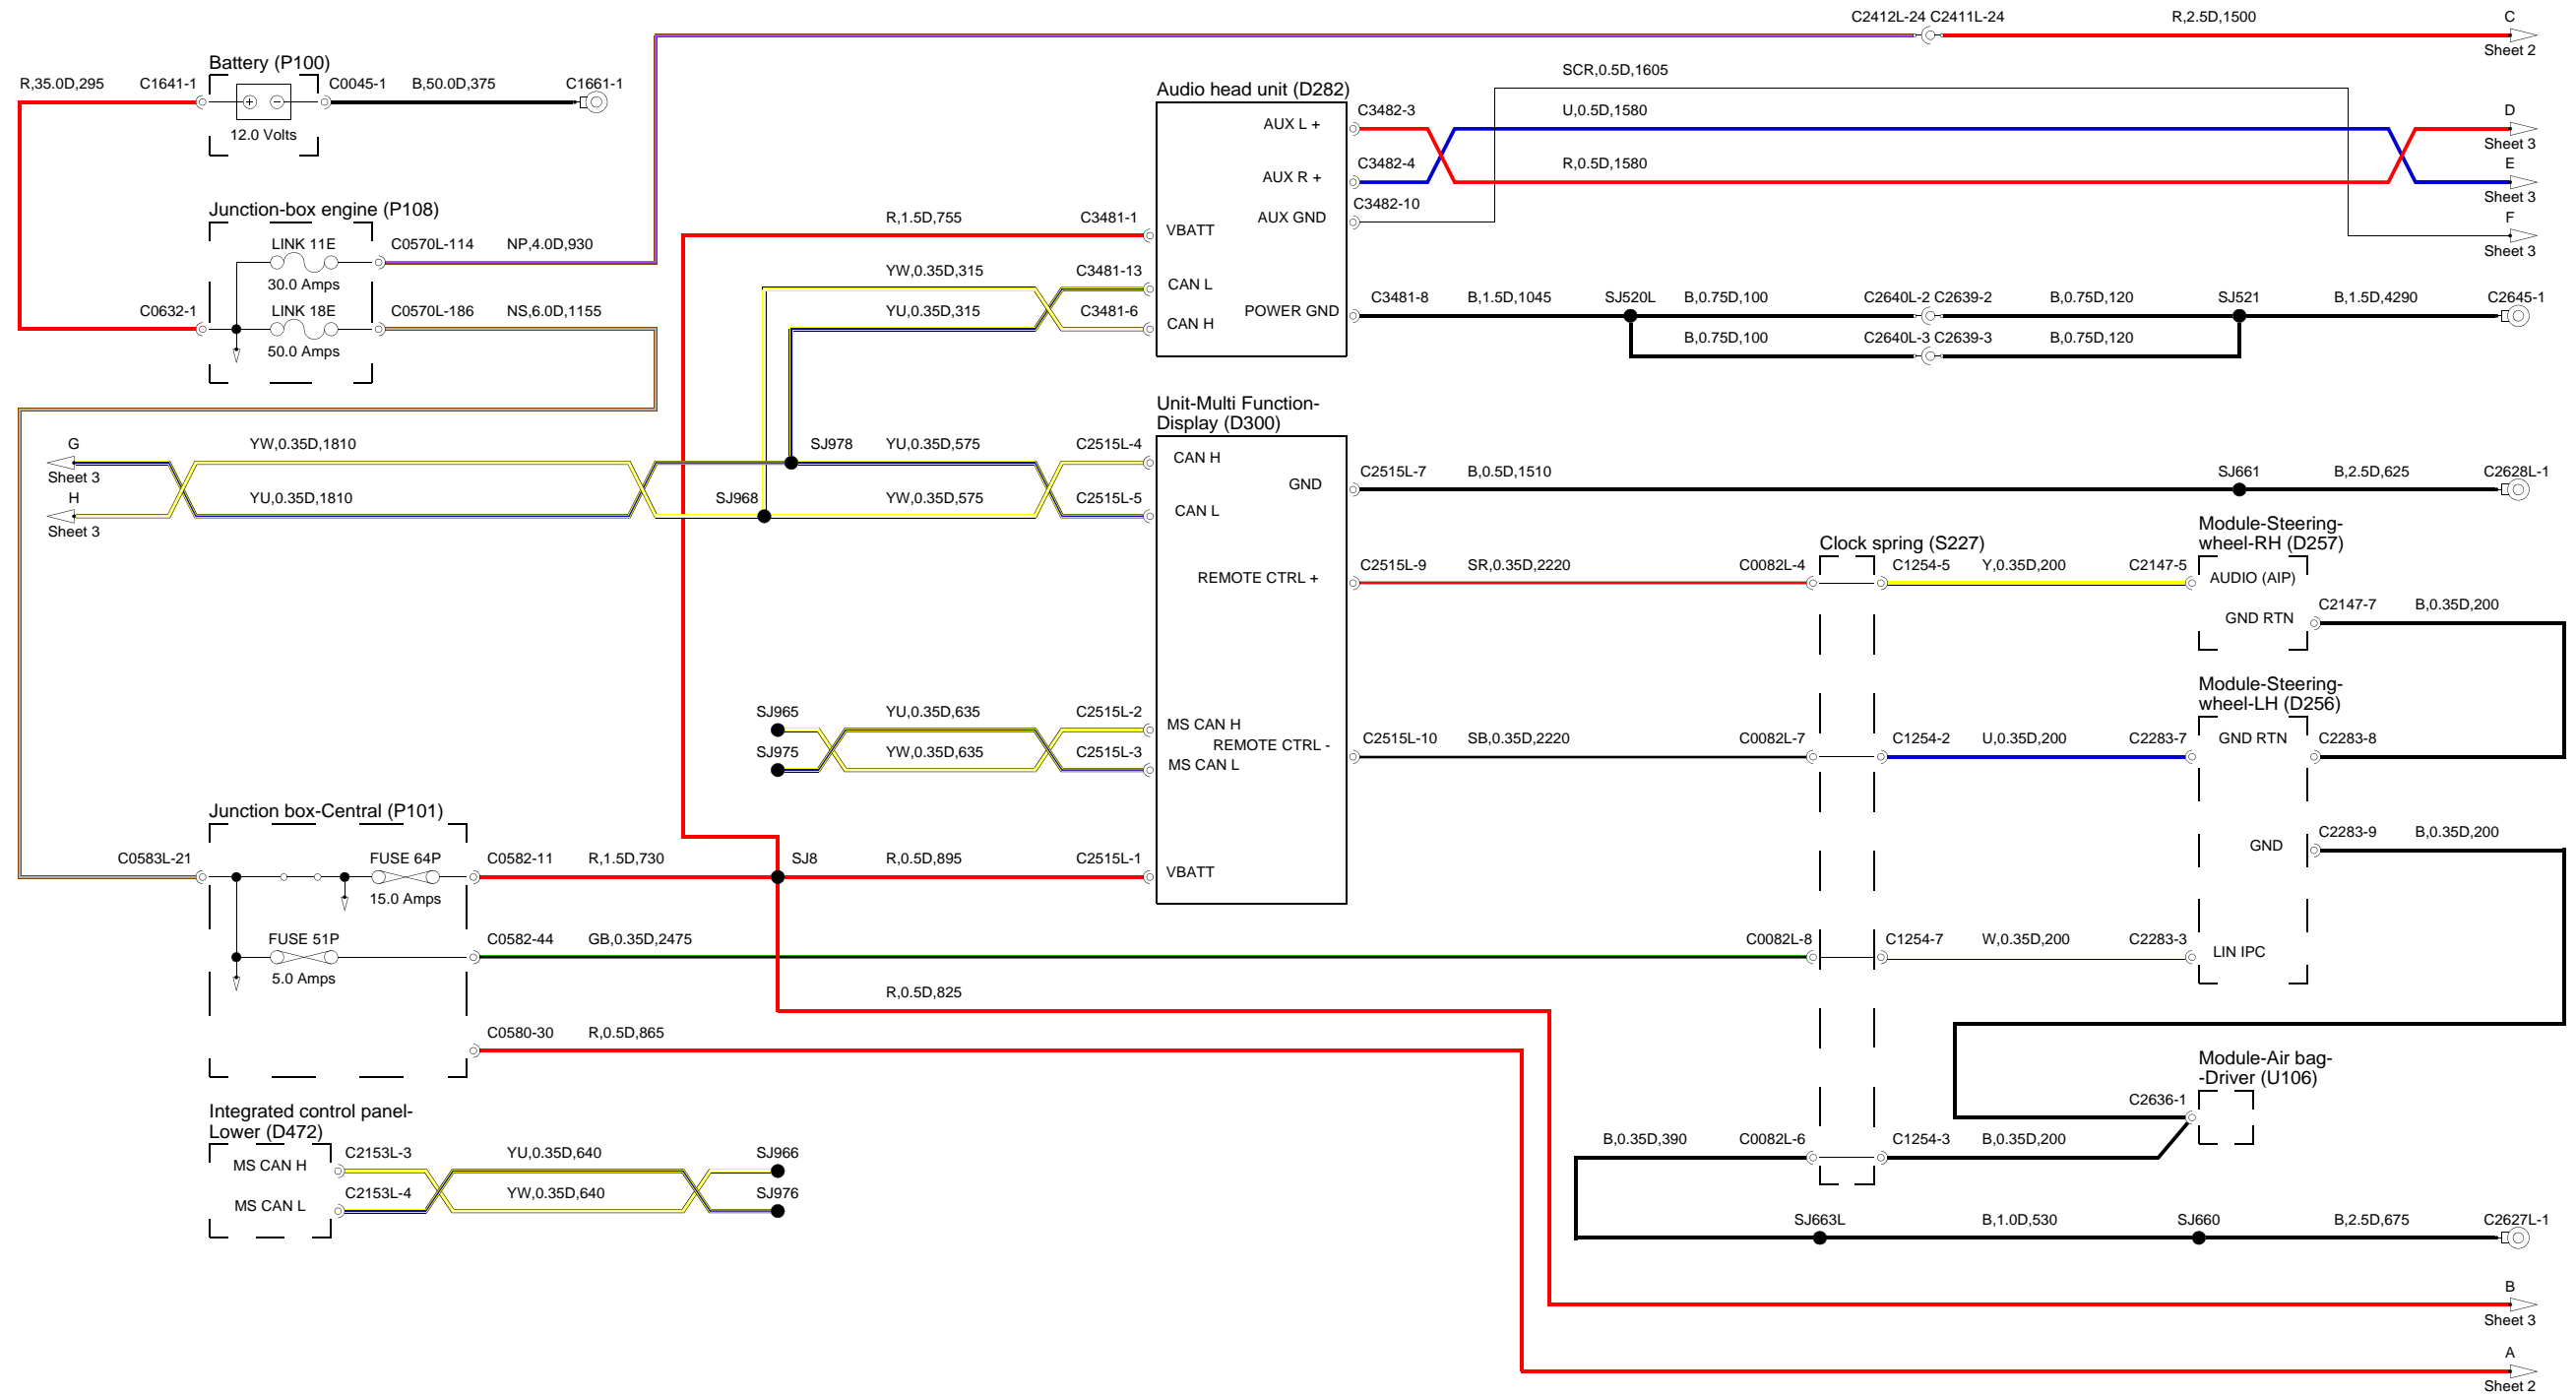 C2412L-24 C2411L-24
R,2.5D,1500
C
Sheet 2
Battery (P100)
R,35.0D,295
C1641-1
C0045-1
B,50.0D,375
C1661-1
12.0 Volts
Audio head unit (D282)
SCR,0.5D,1605
AUX L +
C3482-3
U,0.5D,1580
D
Sheet 3
AUX R +
C3482-4
R,0.5D,1580
E
Sheet 3
AUX GND
C3482-10
F
Sheet 3
Junction-box engine (P108)
LINK 11E
30.0 Amps
C0570L-114
NP,4.0D,930
R,1.5D,755
C3481-1
VBATT
YW,0.35D,315
C3481-13
CAN L
C0632-1
LINK 18E
50.0 Amps
C0570L-186
NS,6.0D,1155
YU,0.35D,315
C3481-6
CAN H
POWER GND
C3481-8
B,1.5D,1045
SJ520L
B,0.75D,100
C2640L-2 C2639-2
B,0.75D,120
SJ521
B,1.5D,4290
C2645-1
B,0.75D,100
C2640L-3 C2639-3
B,0.75D,120
Unit-Multi Function-
Display (D300)
G
Sheet 3
YW,0.35D,1810
SJ978
YU,0.35D,575
C2515L-4
CAN H
H
Sheet 3
YU,0.35D,1810
SJ968
YW,0.35D,575
C2515L-5
CAN L
GND
C2515L-7
B,0.5D,1510
SJ661
B,2.5D,625
C2628L-1
Clock spring (S227)
Module-Steering-
wheel-RH (D257)
REMOTE CTRL +
C2515L-9
SR,0.35D,2220
C0082L-4
C1254-5
Y,0.35D,200
C2147-5
AUDIO (AIP)
GND RTN
C2147-7
B,0.35D,200
Module-Steering-
wheel-LH (D256)
SJ965
YU,0.35D,635
C2515L-2
MS CAN H
SJ975
YW,0.35D,635
C2515L-3
MS CAN L
REMOTE CTRL -
C2515L-10
SB,0.35D,2220
C0082L-7
C1254-2
U,0.35D,200
C2283-7
GND RTN
C2283-8
Junction box-Central (P101)
C0583L-21
FUSE 64P
15.0 Amps
C0582-11
R,1.5D,730
SJ8
R,0.5D,895
C2515L-1
VBATT
GND
C2283-9
B,0.35D,200
FUSE 51P
5.0 Amps
C0582-44
GB,0.35D,2475
C0082L-8
C1254-7
W,0.35D,200
C2283-3
LIN IPC
R,0.5D,825
C0580-30
R,0.5D,865
Module-Air bag-
-Driver (U106)
C2636-1
Integrated control panel-
Lower (D472)
MS CAN H
C2153L-3
YU,0.35D,640
SJ966
MS CAN L
C2153L-4
YW,0.35D,640
SJ976
B,0.35D,390
C0082L-6
C1254-3
B,0.35D,200
SJ663L
B,1.0D,530
SJ660
B,2.5D,675
C2627L-1
B
Sheet 3
A
Sheet 2